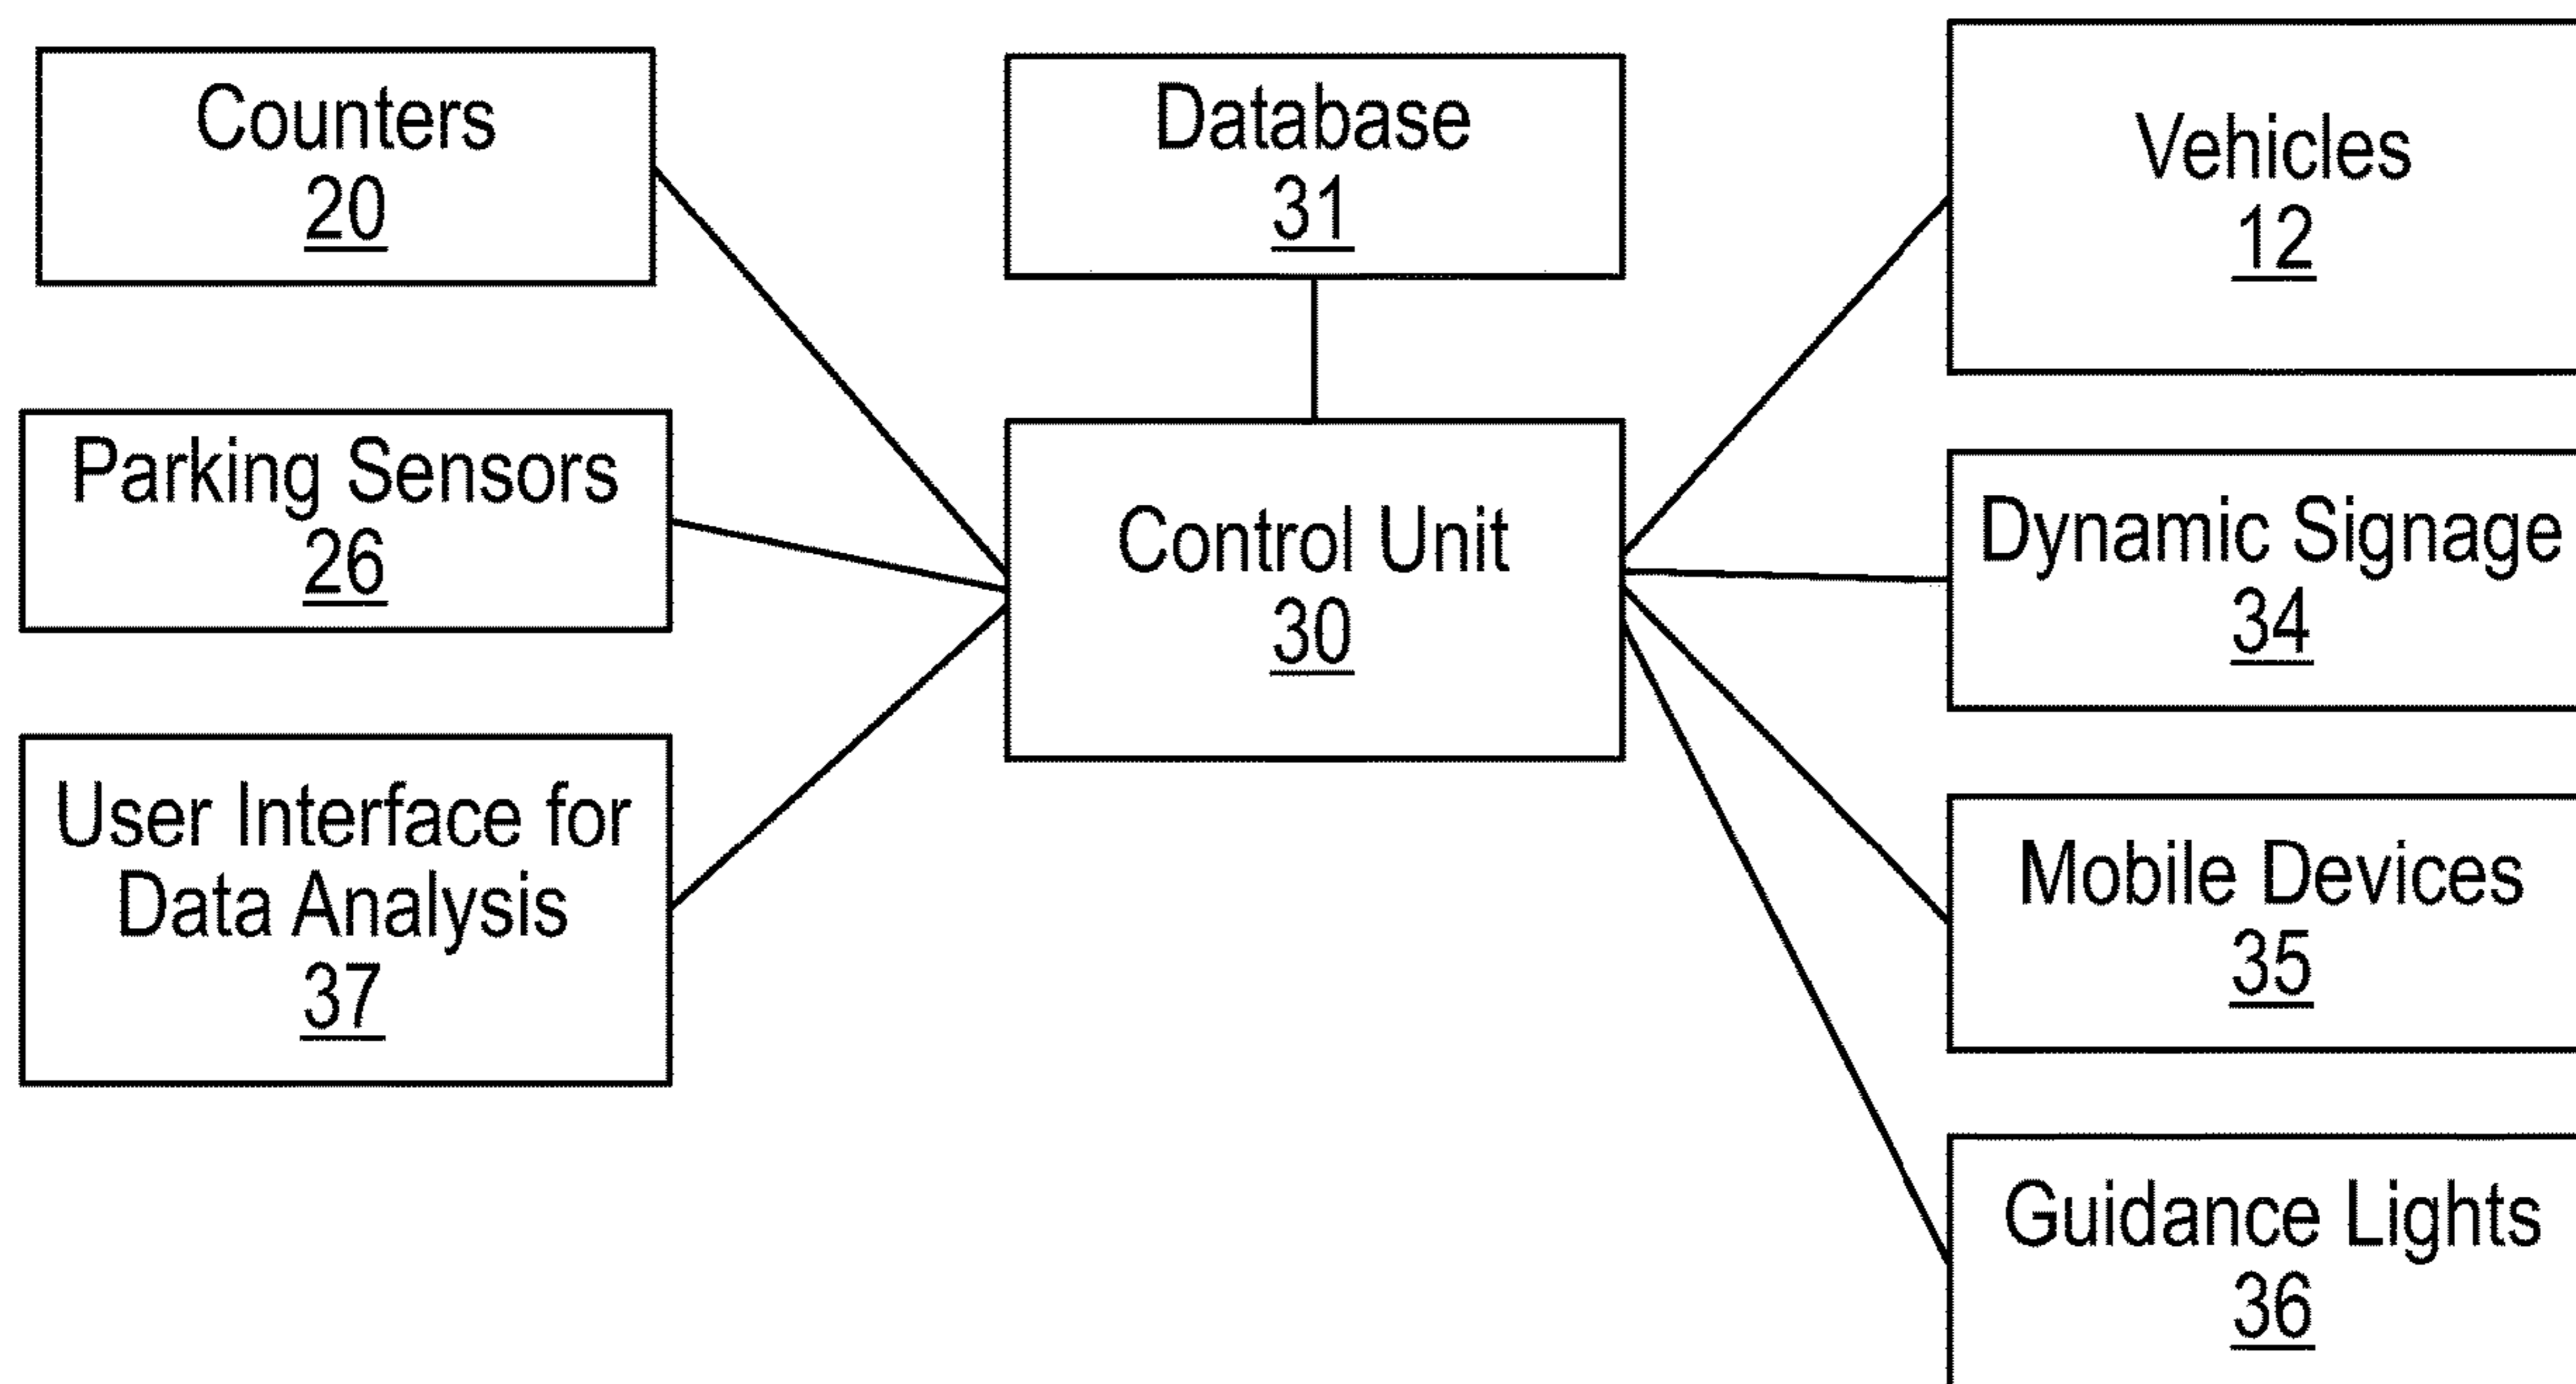 Counters
20
Parking Sensors
26
User Interface for
Data Analysis
37
Database
31
Control Unit
30
Vehicles
12
Dynamic Signage
34
Mobile Devices
35
Guidance Lights
36